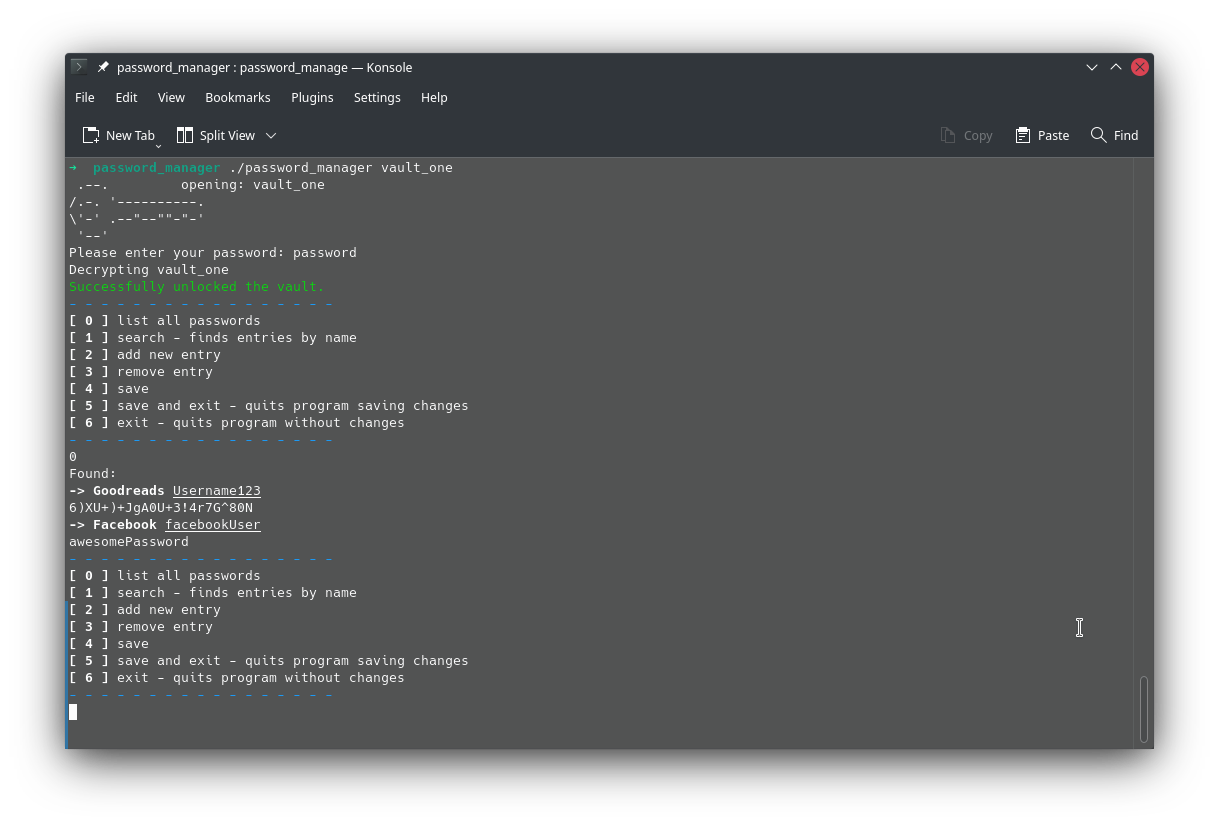 password_manager : password_manage — Konsole
File Edit View Bookmarks Plugins Settings Help
New Tab Split View Copy Paste Find
➜  password_manager ./password_manager vault_one
 .--.         opening: vault_one
/.-. '----------.
\'-' .--"--""-"-'
 '--'
Please enter your password: password
Decrypting vault_one
Successfully unlocked the vault.
- - - - - - - - - - - - - - - - -
[ 0 ] list all passwords
[ 1 ] search - finds entries by name
[ 2 ] add new entry
[ 3 ] remove entry
[ 4 ] save
[ 5 ] save and exit - quits program saving changes
[ 6 ] exit - quits program without changes
- - - - - - - - - - - - - - - - -
0
Found:
-> Goodreads Username123
6)XU+)+JgA0U+3!4r7G^80N
-> Facebook facebookUser
awesomePassword
- - - - - - - - - - - - - - - - -
[ 0 ] list all passwords
[ 1 ] search - finds entries by name
[ 2 ] add new entry
[ 3 ] remove entry
[ 4 ] save
[ 5 ] save and exit - quits program saving changes
[ 6 ] exit - quits program without changes
- - - - - - - - - - - - - - - - -